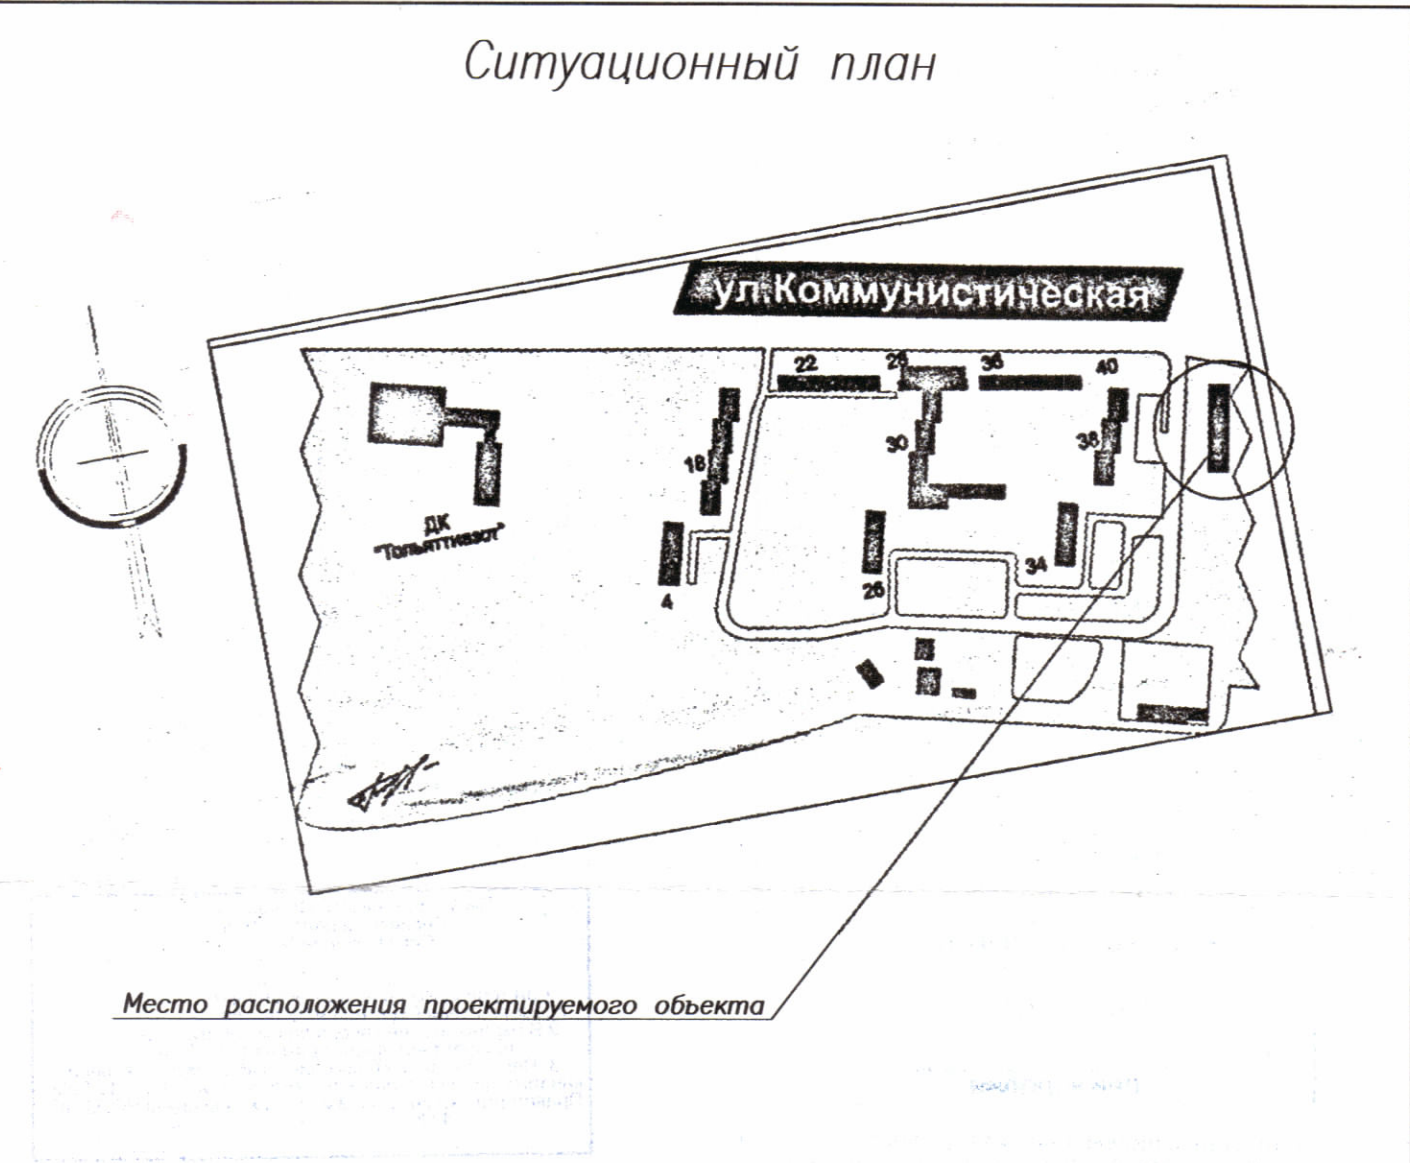 Ситуационный план
ул.Коммунистическая
22
28
36
40
30
38
18
ДК
"Тольяттиазот"
4
26
34
Место расположения проектируемого объекта